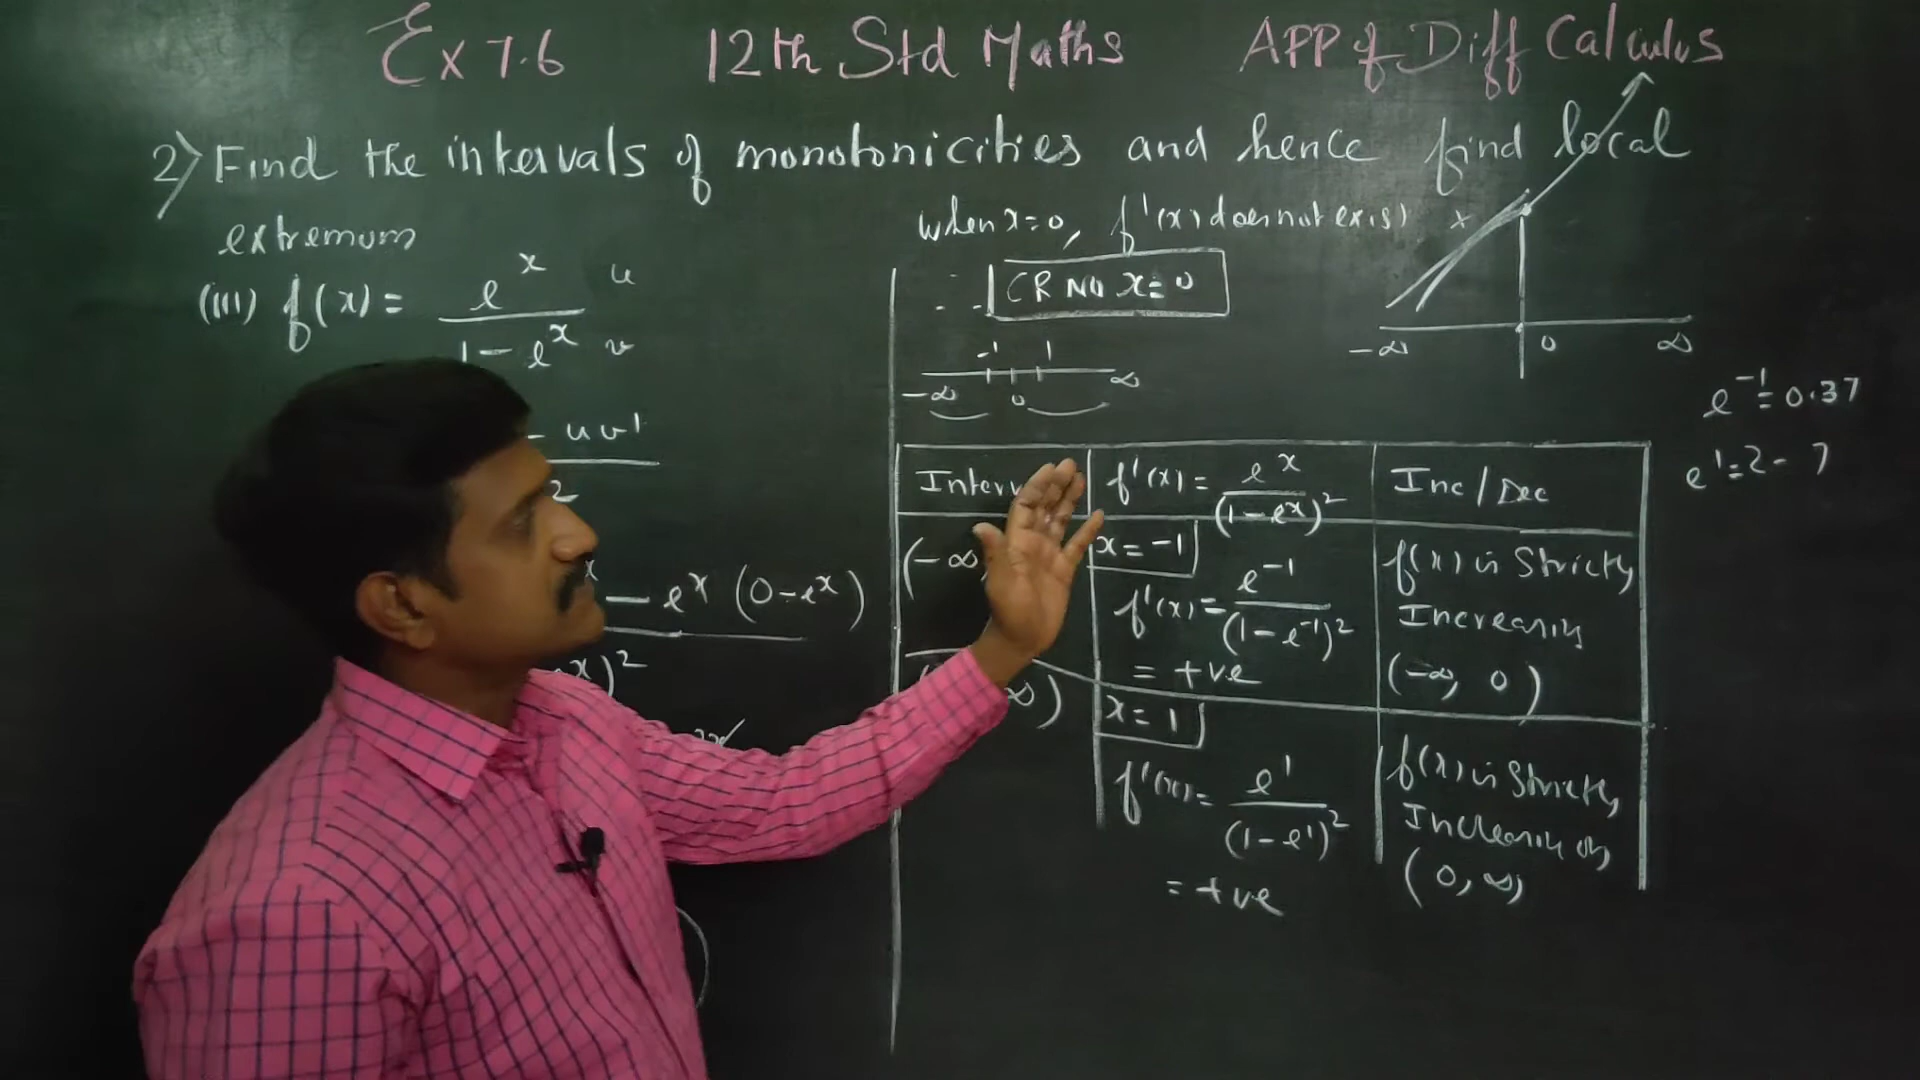 Ex 7.6 12th Std Maths APP of Diff Calculus
2) Find the intervals of monotonicities and hence find local
extremum
(iii) f(x) = e^x u
1 - e^x v
- uv'
2
x - e^x (0-e^x)
x)^2
when x=0, f'(x) does not exist x
CR NO x = 0
-1 1
-∞ 0 ∞
-∞ 0 ∞
e^-1 = 0.37
e^1 = 2-7
f'(x) = e^x / (1-e^x)^2 Inc/Dec
(-∞ x = -1
f'(x) = e^-1 / (1-e^-1)^2
= +ve
f(x) is Strictly
Increasing
(-∞, 0)
∞) x = 1
f'(x) = e^1 / (1-e^1)^2
= +ve
f(x) is Strictly
Increasing on
(0, ∞)